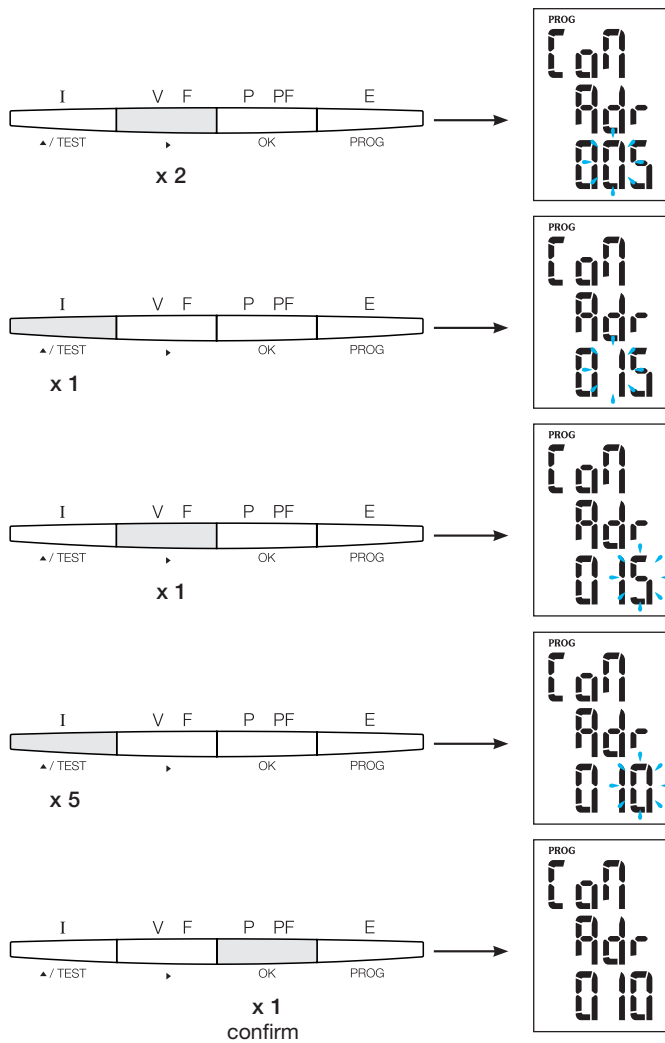 PROG
CoM
Adr
005
I V F P PF E
▲ / TEST ▶ OK PROG
x 2
PROG
CoM
Adr
015
I V F P PF E
▲ / TEST ▶ OK PROG
x 1
PROG
CoM
Adr
015
I V F P PF E
▲ / TEST ▶ OK PROG
x 1
PROG
CoM
Adr
010
I V F P PF E
▲ / TEST ▶ OK PROG
x 5
PROG
CoM
Adr
010
I V F P PF E
▲ / TEST ▶ OK PROG
x 1
confirm